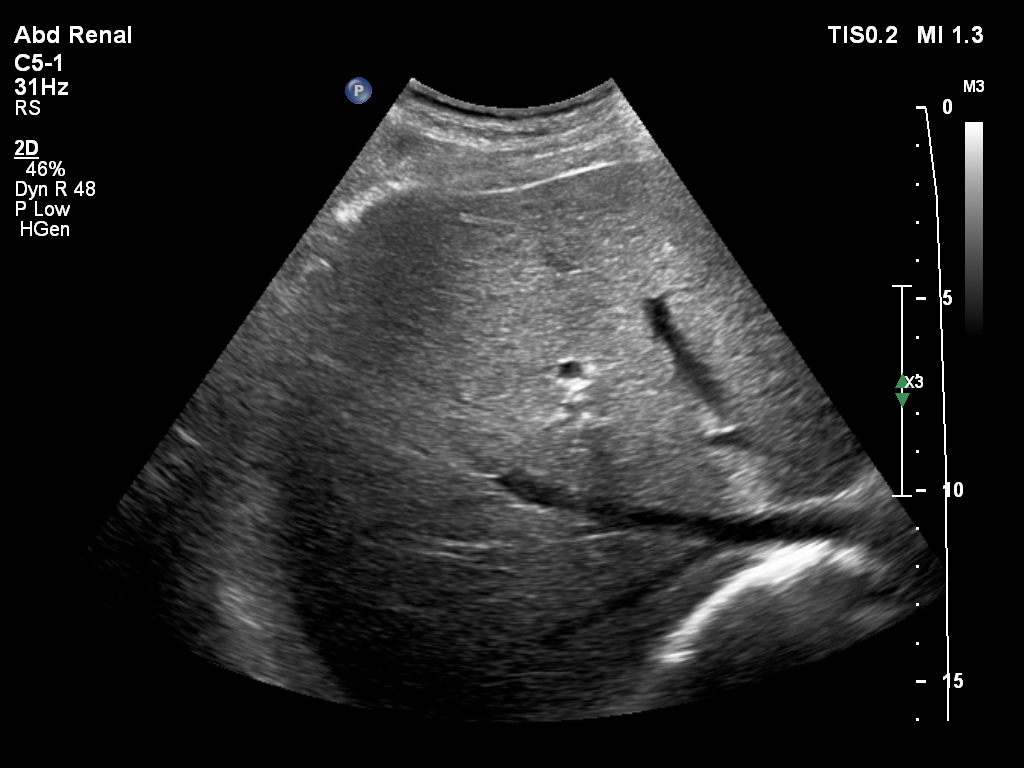 Abd Renal
C5-1
31Hz
RS
2D
46%
Dyn R 48
P Low
HGen
P
TIS0.2 MI 1.3
M3
0
5
X3
10
15